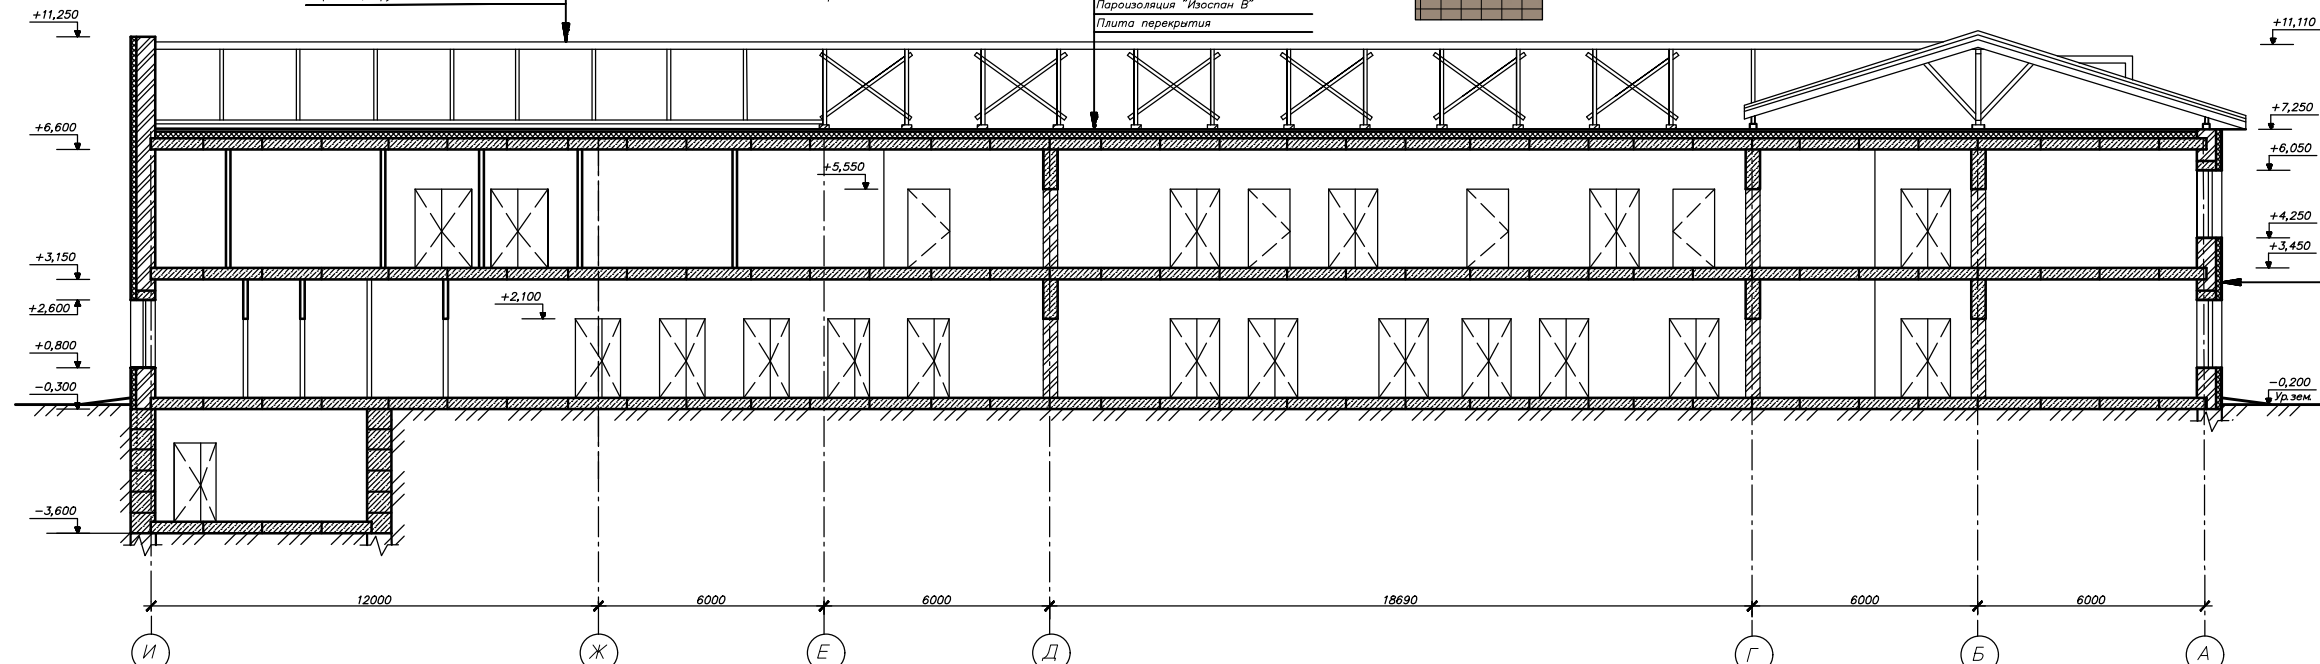 Пароизоляция "Изоспан В"
Плита перекрытия
+11,250
+11,110
+6,600
+7,250
+6,050
+5,550
+4,250
+3,150
+3,450
+2,600
+2,100
+0,800
-0,300
-0,200
Ур.зем.
-3,600
12000
6000
6000
18690
6000
6000
И
Ж
Е
Д
Г
Б
А